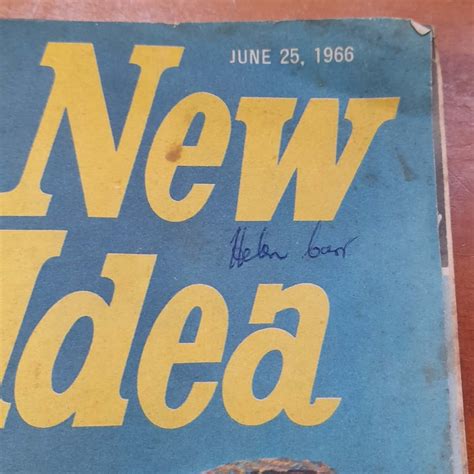 JUNE 25, 1966
New
Helen Carr
Idea